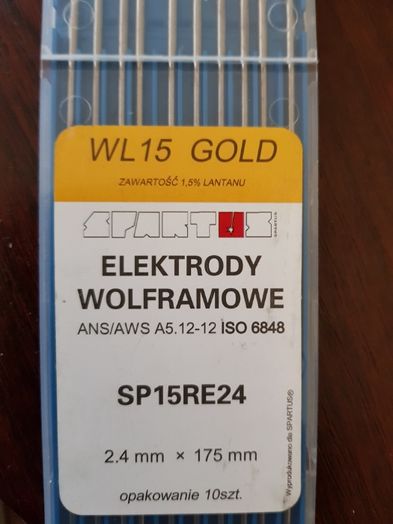 WL15 GOLD
ZAWARTOŚĆ 1,5% LANTANU
SPARTUS
SPARTUS
ELEKTRODY
WOLFRAMOWE
ANS/AWS A5.12-12 ISO 6848
SP15RE24
2.4 mm × 175 mm
opakowanie 10szt.
Wyprodukowano dla SPARTUS®